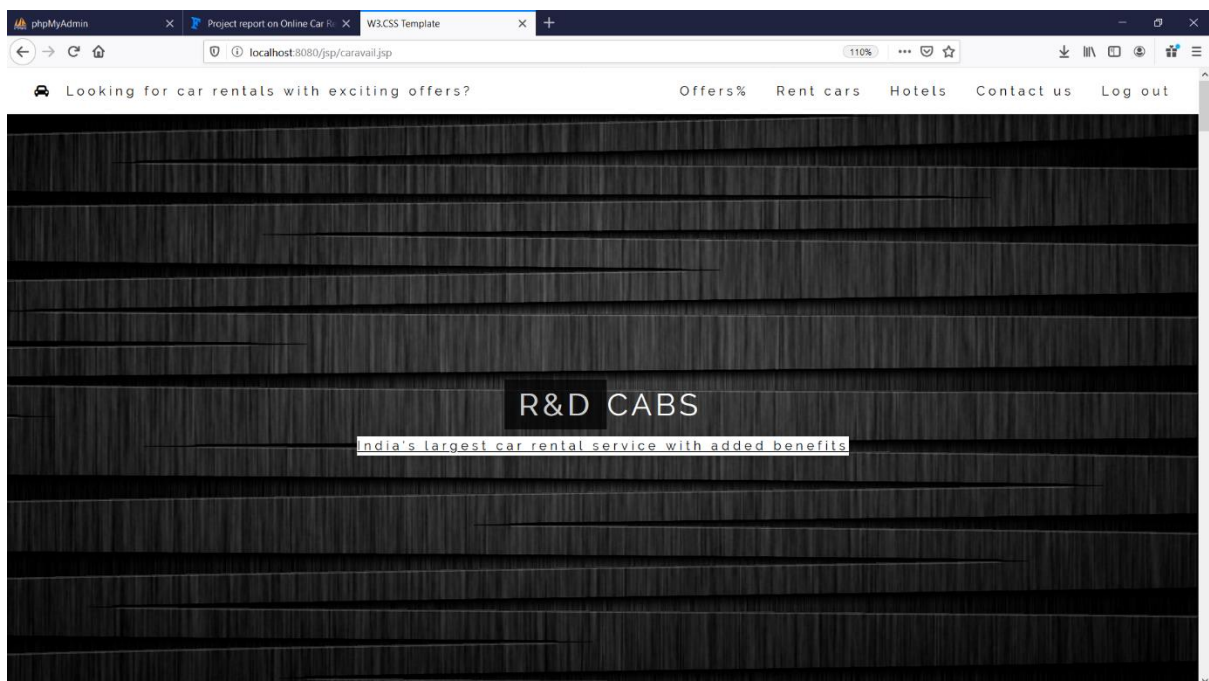 phpMyAdmin
Project report on Online Car R
W3.CSS Template
localhost:8080/jsp/caravail.jsp
110%
Looking for car rentals with exciting offers?
Offers% Rent cars Hotels Contact us Log out
R&D CABS
India's largest car rental service with added benefits